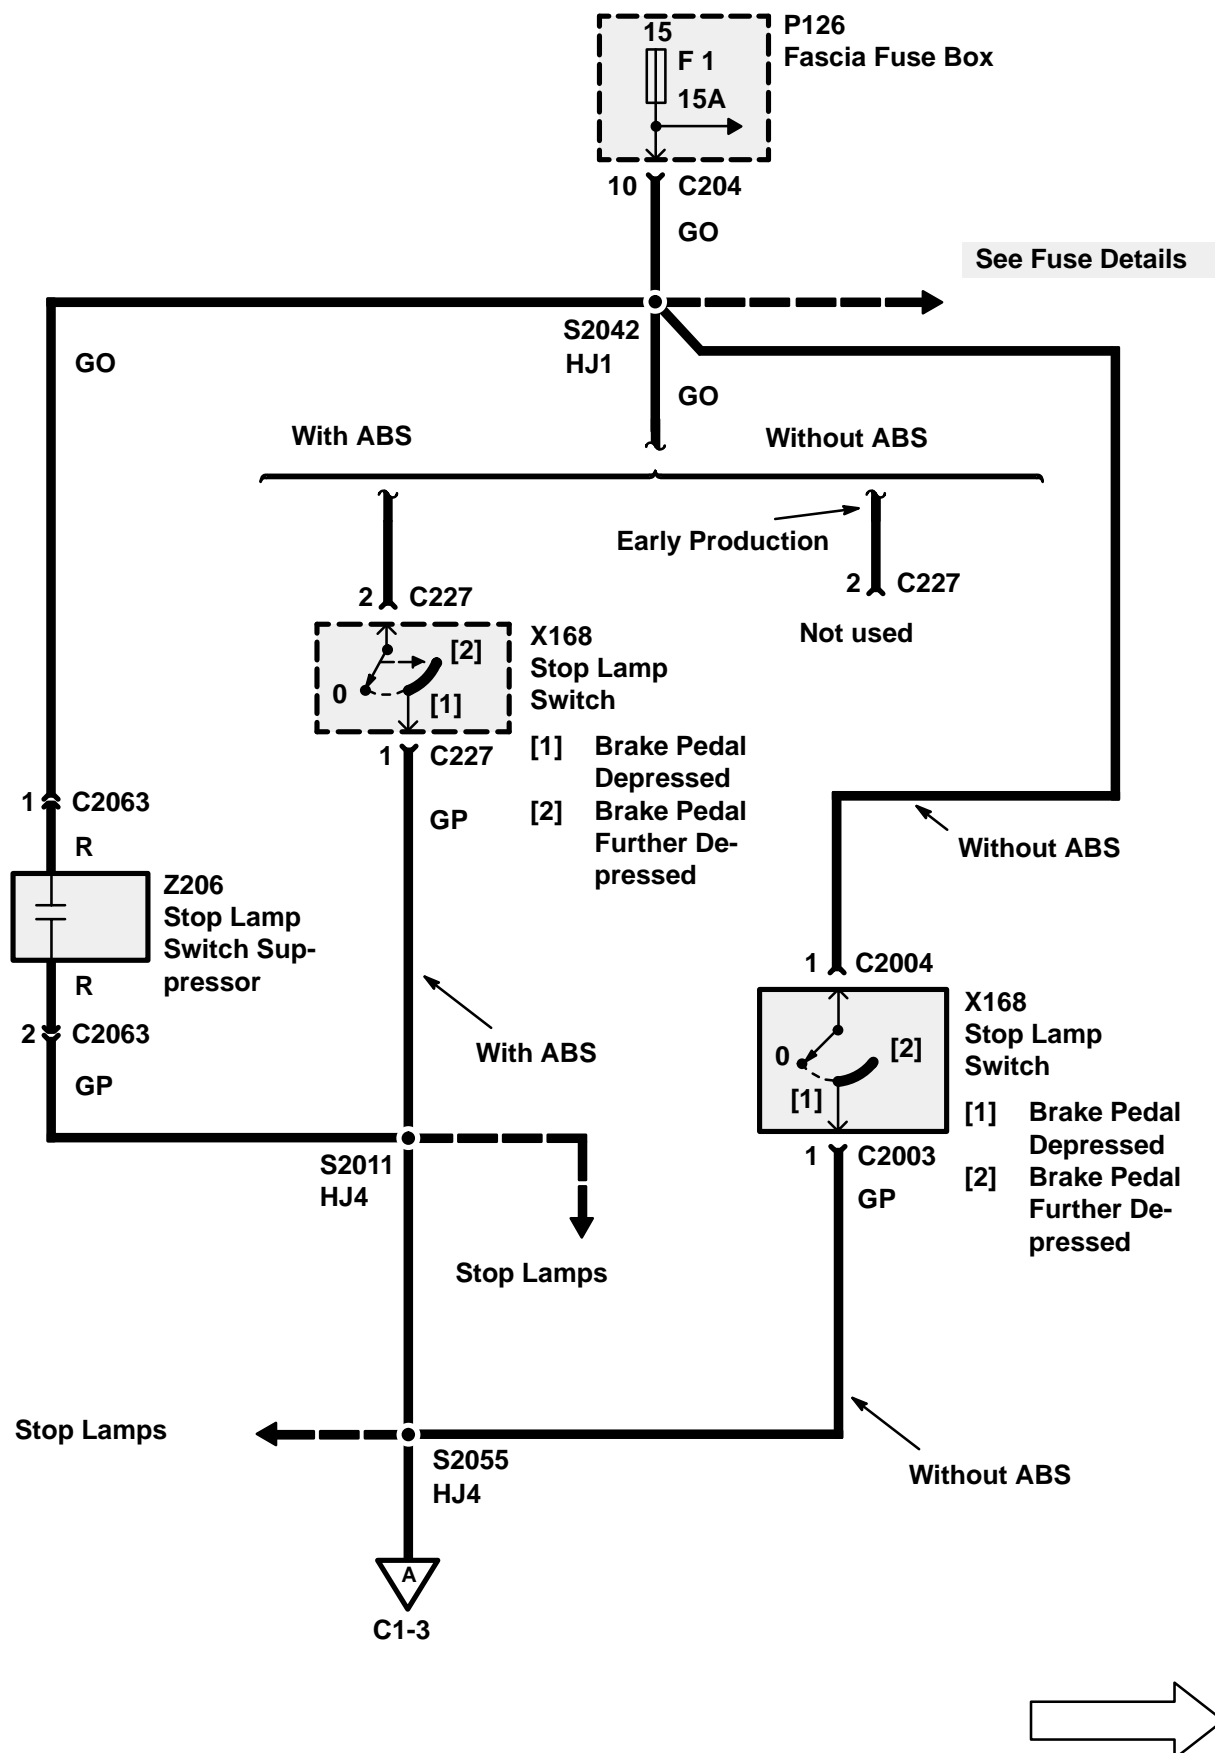 15
F 1
15A
P126
Fascia Fuse Box
10
C204
GO
See Fuse Details
S2042
HJ1
GO
GO
With ABS
Without ABS
Early Production
2
C227
2
C227
Not used
[2]
0
[1]
X168
Stop Lamp
Switch
1
C227
[1] Brake Pedal
Depressed
[2] Brake Pedal
Further De-
pressed
GP
1
C2063
R
Z206
Stop Lamp
Switch Sup-
pressor
R
2
C2063
GP
With ABS
Without ABS
1
C2004
0
[2]
[1]
X168
Stop Lamp
Switch
[1] Brake Pedal
Depressed
[2] Brake Pedal
Further De-
pressed
1
C2003
GP
S2011
HJ4
Stop Lamps
Stop Lamps
S2055
HJ4
Without ABS
A
C1-3